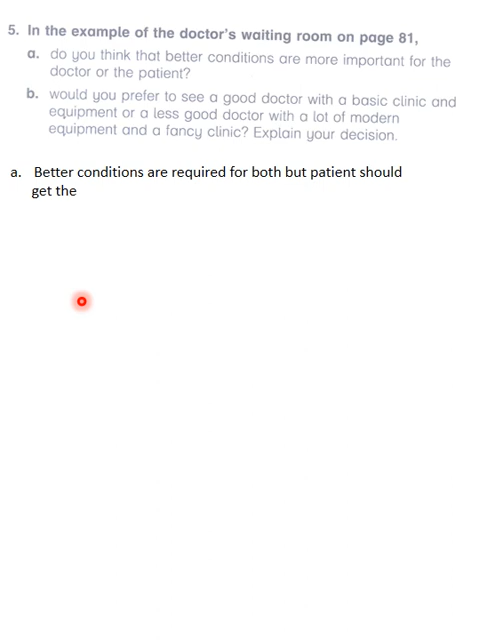 5. In the example of the doctor's waiting room on page 81,
a. do you think that better conditions are more important for the
doctor or the patient?
b. would you prefer to see a good doctor with a basic clinic and
equipment or a less good doctor with a lot of modern
equipment and a fancy clinic? Explain your decision.
a. Better conditions are required for both but patient should
get the